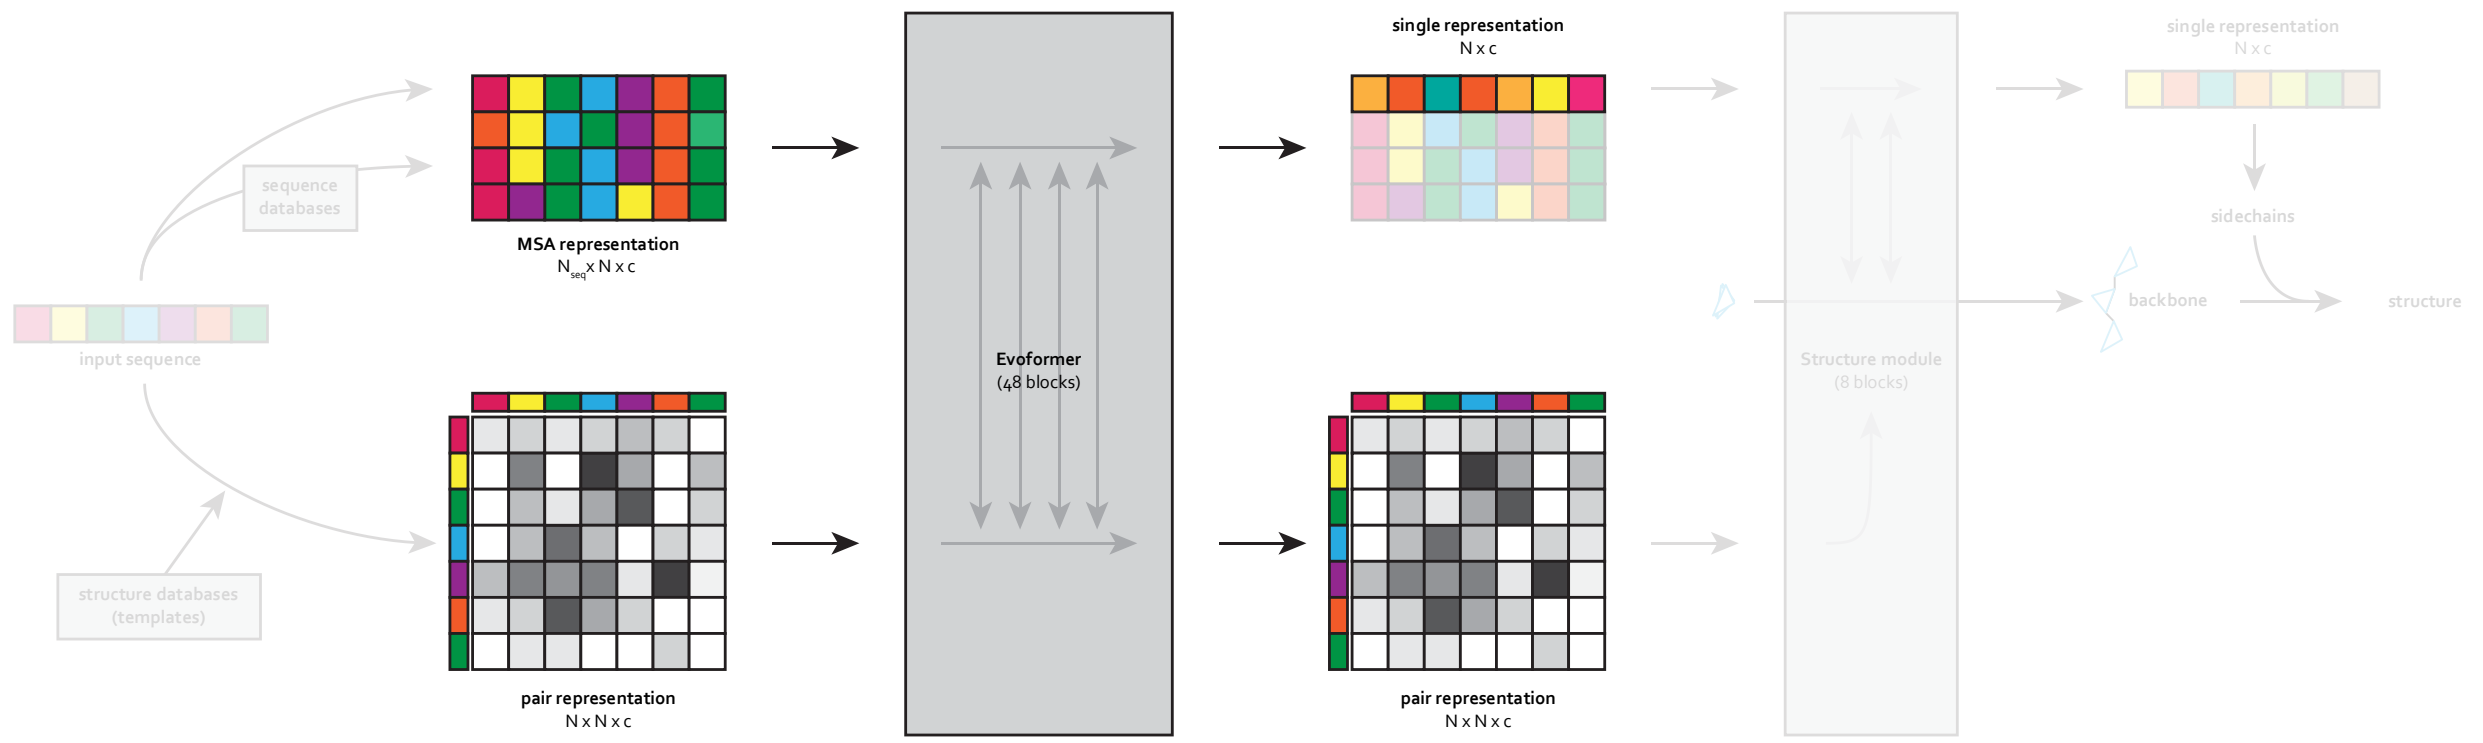 sequence
databases
input sequence
structure databases
(templates)
MSA representation
Nseq x N x c
pair representation
N x N x c
Evoformer
(48 blocks)
single representation
N x c
pair representation
N x N x c
Structure module
(8 blocks)
single representation
N x c
sidechains
backbone
structure